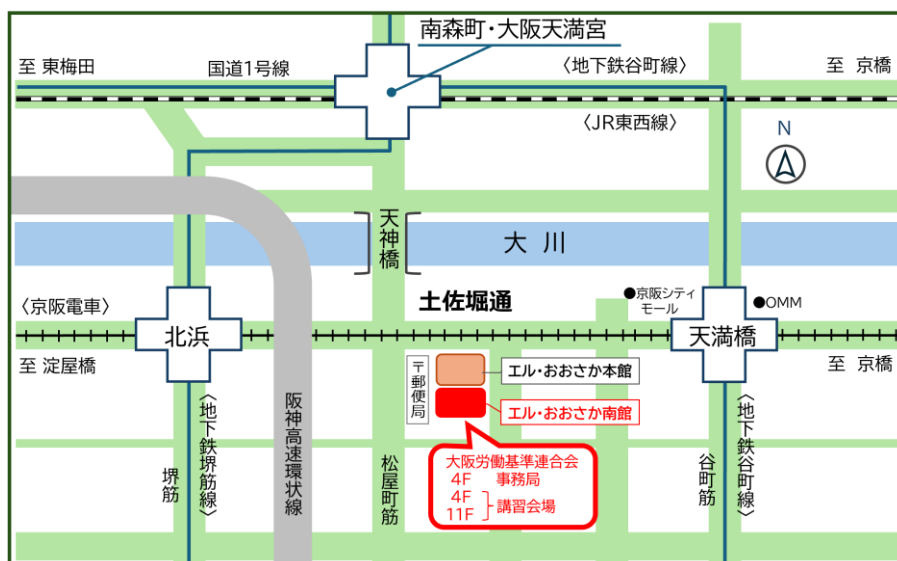 南森町・大阪天満宮
至 東梅田
国道1号線
〈地下鉄谷町線〉
至 京橋
〈JR東西線〉
N
天神橋
大川
〈京阪電車〉
土佐堀通
●京阪シティ
モール
●OMM
北浜
天満橋
至 淀屋橋
至 京橋
〒郵便局
エル・おおさか本館
エル・おおさか南館
〈地下鉄堺筋線〉
堺筋
阪神高速環状線
松屋町筋
大阪労働基準連合会
4F 事務局
4F
11F
講習会場
谷町筋
〈地下鉄谷町線〉